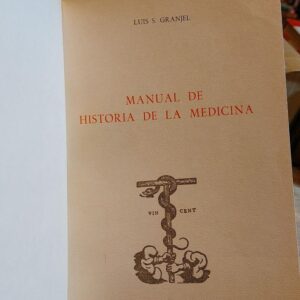 LUIS S. GRANJEL
MANUAL DE
HISTORIA DE LA MEDICINA
VIN CENT